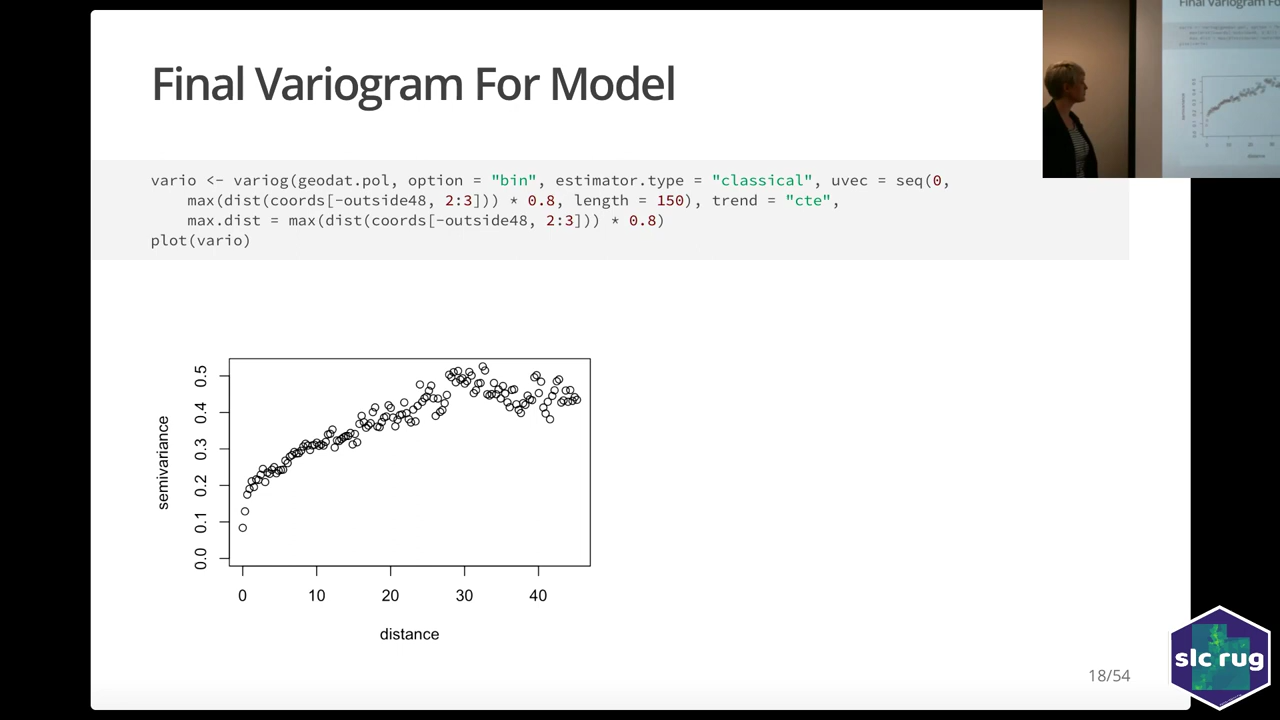 Final Variogram For Model
Final Variogram Fo
vario <- variog(geodat.pol, option = "bin", estimator.type = "classical", uvec = seq(0,
max(dist(coords[-outside48, 2:3])) * 0.8, length = 150), trend = "cte",
max.dist = max(dist(coords[-outside48, 2:3])) * 0.8)
plot(vario)
semivariance
0.5
0.4
0.3
0.2
0.1
0.0
0 10 20 30 40
distance
18/54
slc rug